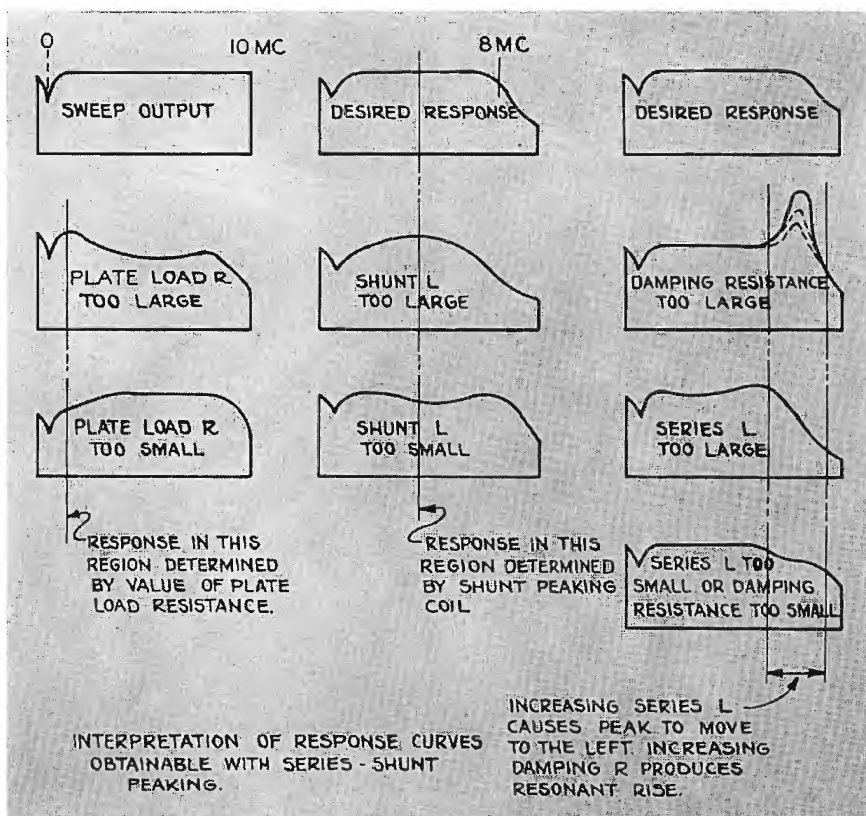 0
10 MC
8 MC
SWEEP OUTPUT
DESIRED RESPONSE
DESIRED RESPONSE
PLATE LOAD R
TOO LARGE
SHUNT L
TOO LARGE
DAMPING RESISTANCE
TOO LARGE
PLATE LOAD R
TOO SMALL
SHUNT L
TOO SMALL
SERIES L
TOO LARGE
RESPONSE IN THIS
REGION DETERMINED
BY VALUE OF PLATE
LOAD RESISTANCE.
RESPONSE IN THIS
REGION DETERMINED
BY SHUNT PEAKING
COIL
SERIES L TOO
SMALL OR DAMPING
RESISTANCE TOO SMALL
INCREASING SERIES L
CAUSES PEAK TO MOVE
TO THE LEFT. INCREASING
DAMPING R PRODUCES
RESONANT RISE.
INTERPRETATION OF RESPONSE CURVES
OBTAINABLE WITH SERIES - SHUNT
PEAKING.